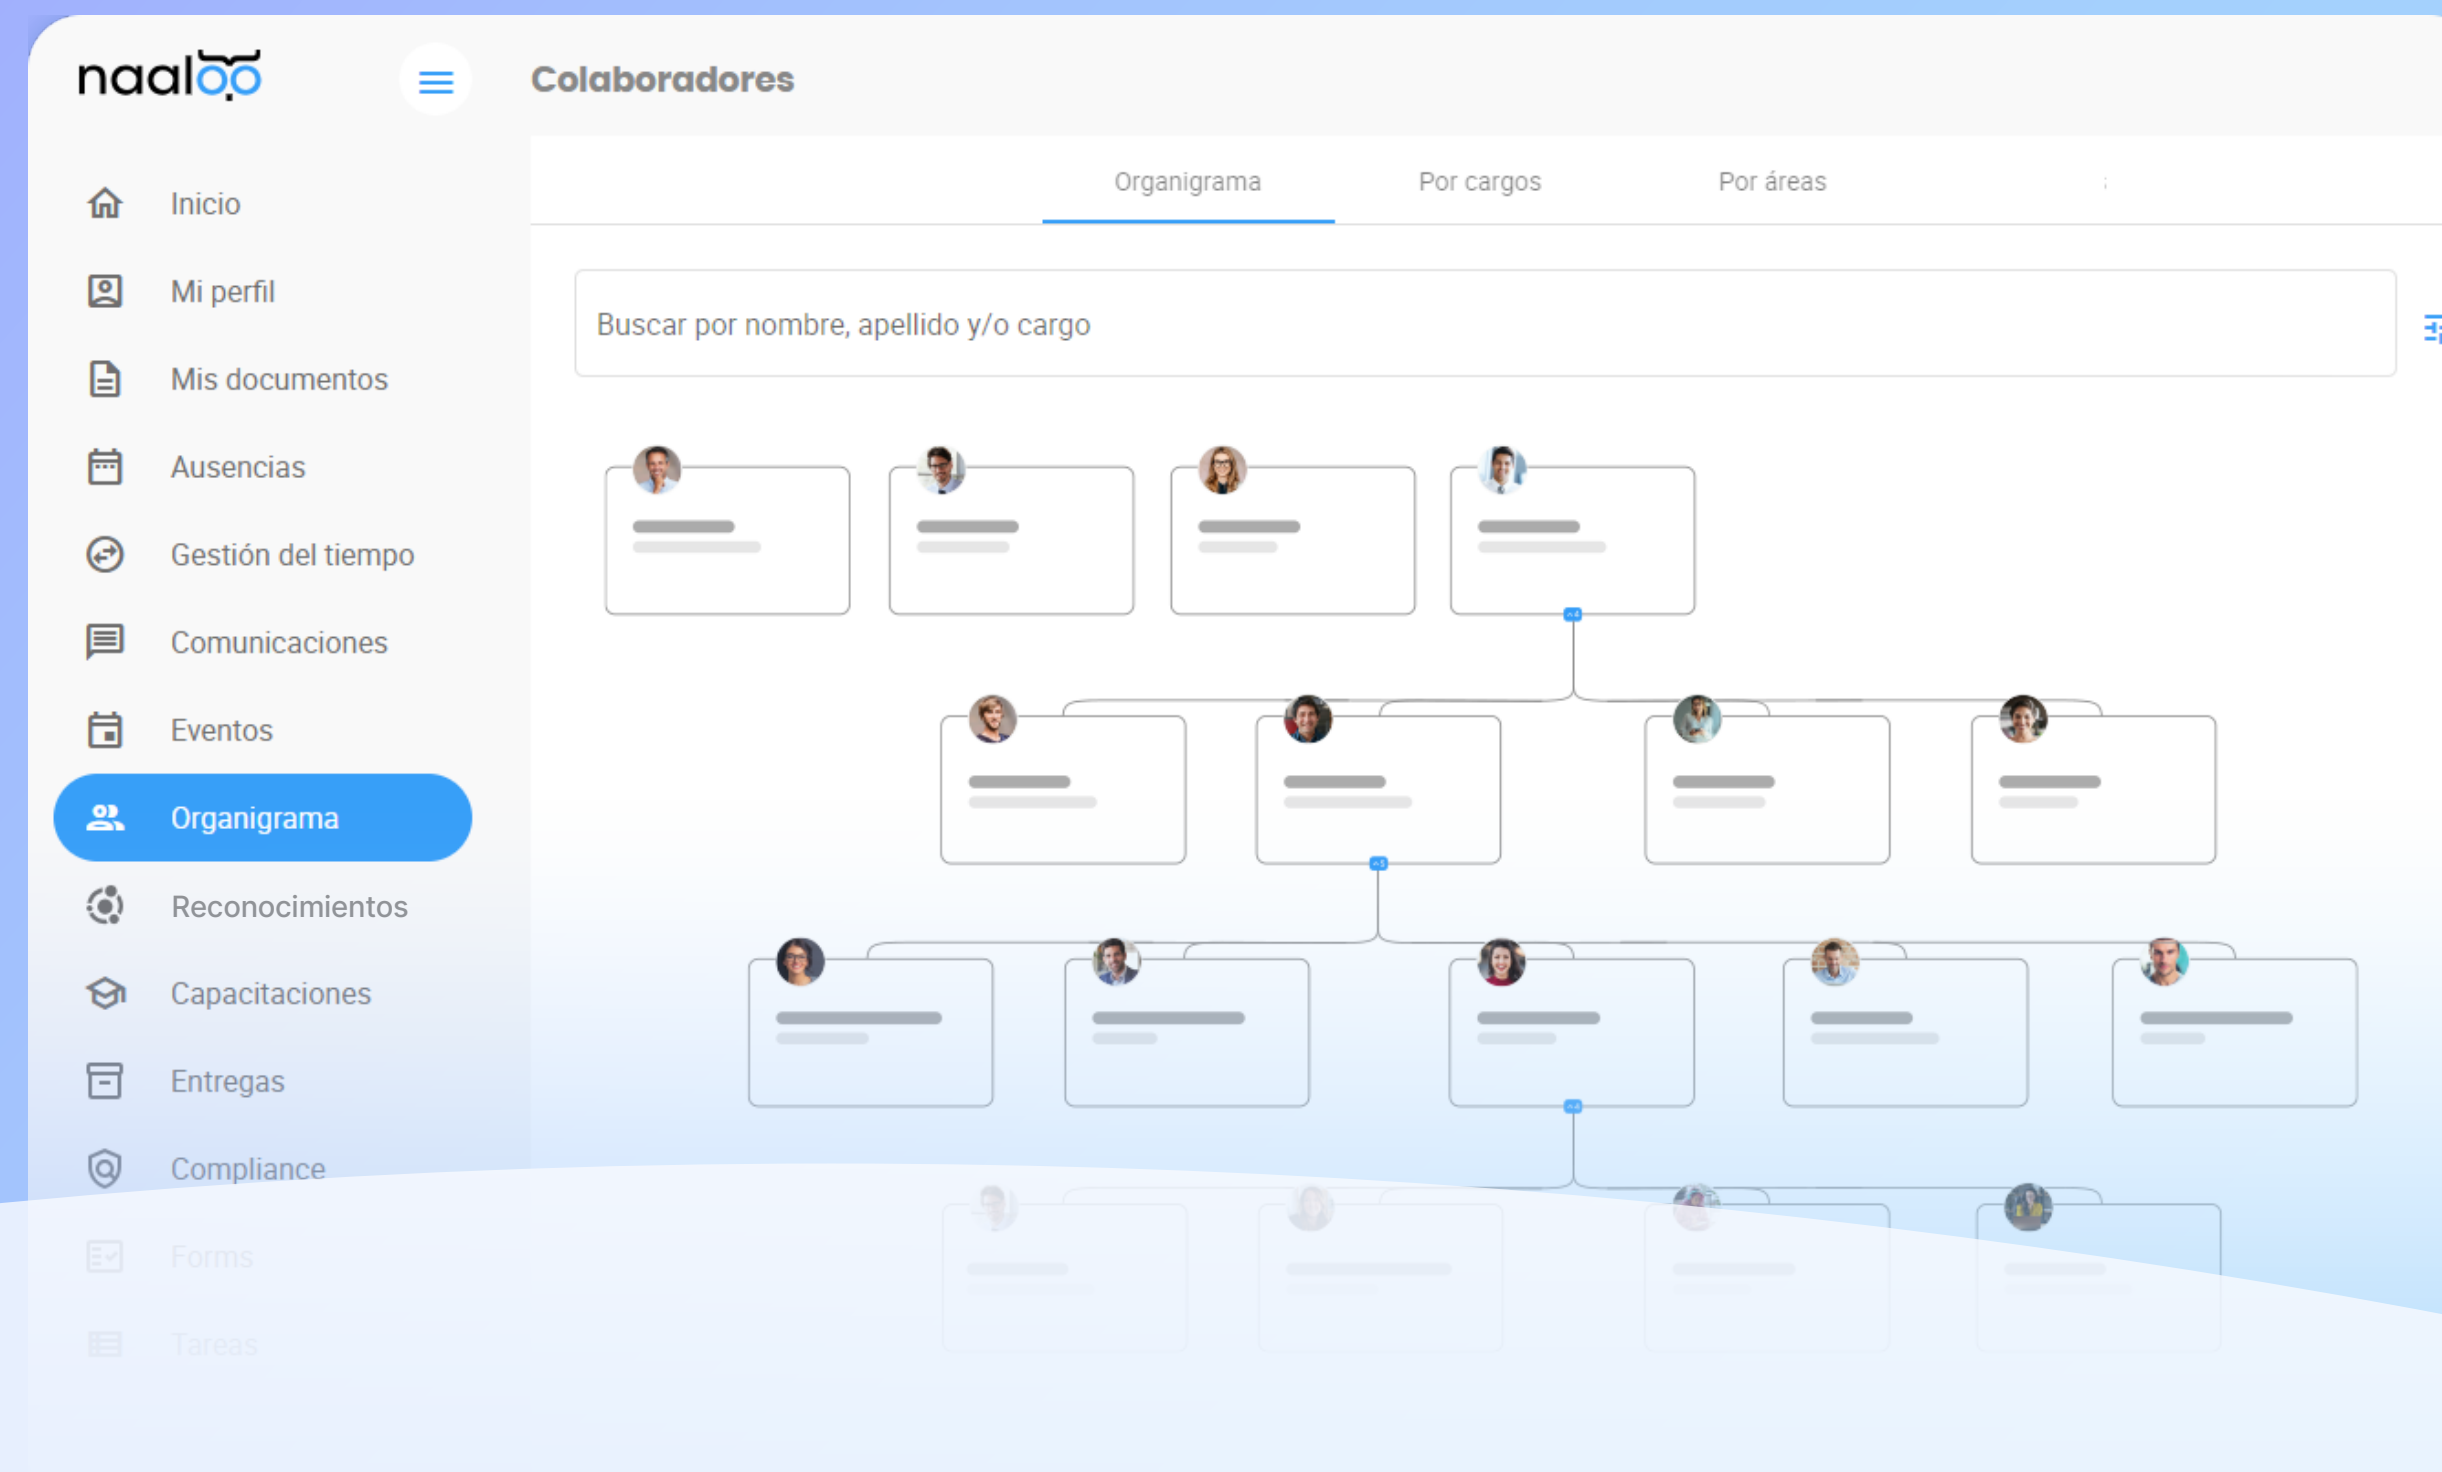 naaloo
Colaboradores
Organigrama
Por cargos
Por áreas
Buscar por nombre, apellido y/o cargo
Inicio
Mi perfil
Mis documentos
Ausencias
Gestión del tiempo
Comunicaciones
Eventos
Organigrama
Reconocimientos
Capacitaciones
Entregas
Compliance
Forms
Tareas